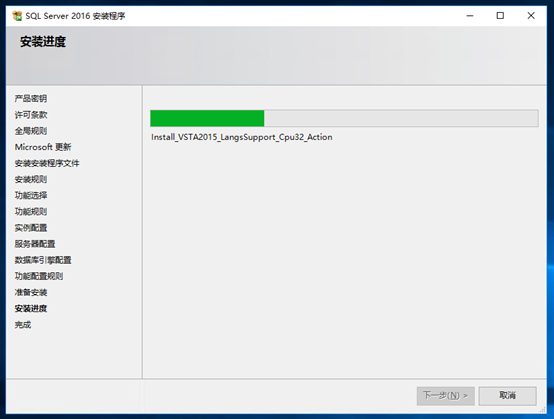 SQL Server 2016 安装程序
安装进度
产品密钥
许可条款
全局规则
Microsoft 更新
安装安装程序文件
安装规则
功能选择
功能规则
实例配置
服务器配置
数据库引擎配置
功能配置规则
准备安装
安装进度
完成
Install_VSTA2015_LangsSupport_Cpu32_Action
下一步(N) >
取消